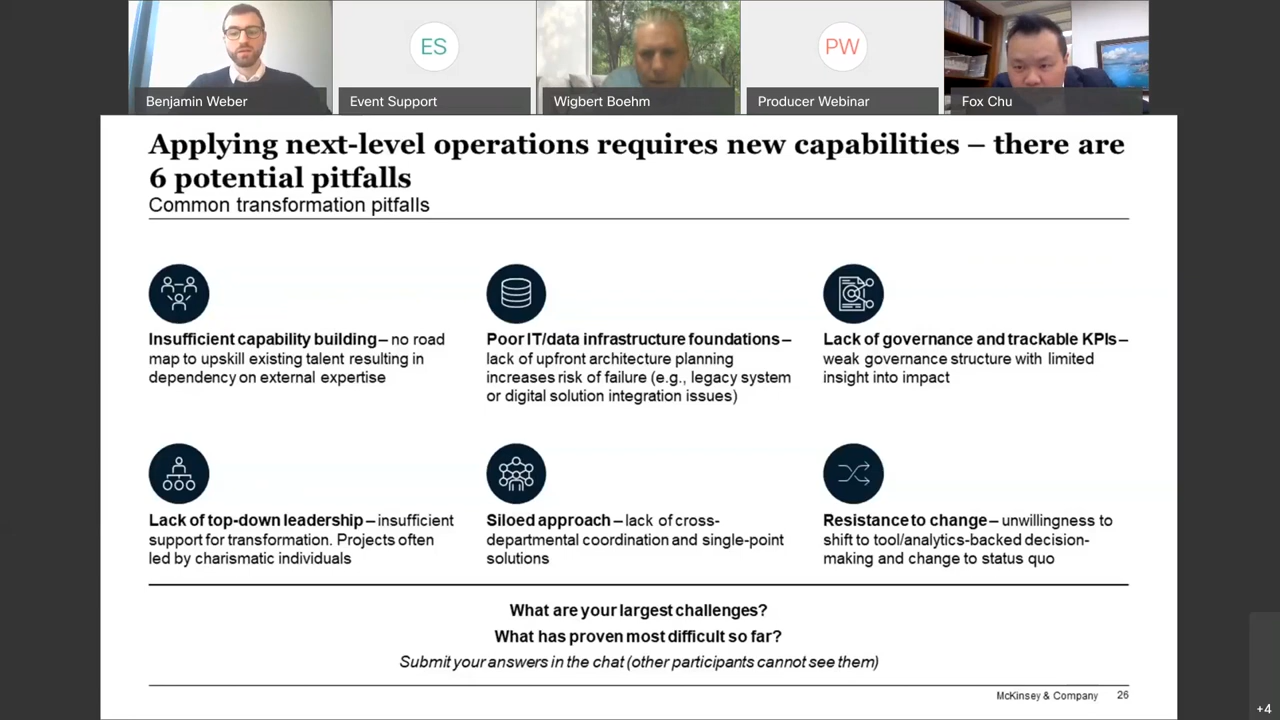 ES
PW
Benjamin Weber
Event Support
Wigbert Boehm
Producer Webinar
Fox Chu
Applying next-level operations requires new capabilities – there are
6 potential pitfalls
Common transformation pitfalls
Insufficient capability building – no road
map to upskill existing talent resulting in
dependency on external expertise
Poor IT/data infrastructure foundations –
lack of upfront architecture planning
increases risk of failure (e.g., legacy system
or digital solution integration issues)
Lack of governance and trackable KPIs –
weak governance structure with limited
insight into impact
Lack of top-down leadership – insufficient
support for transformation. Projects often
led by charismatic individuals
Siloed approach – lack of cross-
departmental coordination and single-point
solutions
Resistance to change – unwillingness to
shift to tool/analytics-backed decision-
making and change to status quo
What are your largest challenges?
What has proven most difficult so far?
Submit your answers in the chat (other participants cannot see them)
McKinsey & Company 26
+4